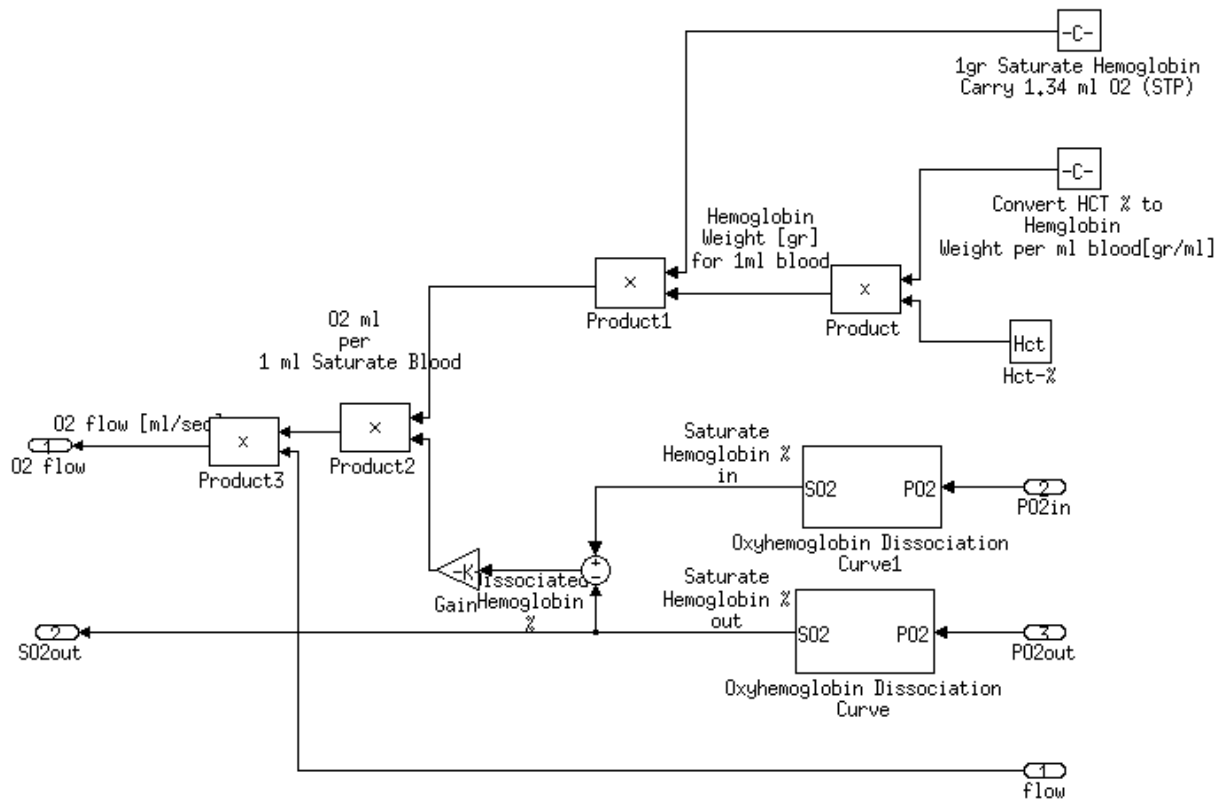 -C-
1gr Saturate Hemoglobin
Carry 1.34 ml O2 (STP)
-C-
Convert HCT % to
Hemglobin
Weight per ml blood[gr/ml]
Hemoglobin
Weight [gr]
for 1ml blood
×
Product1
×
Product
Hct
Hct-%
O2 ml
per
1 ml Saturate Blood
O2 flow [ml/sec]
1
O2 flow
×
Product3
×
Product2
Saturate
Hemoglobin %
in
SO2
PO2
2
PO2in
Oxyhemoglobin Dissociation
Curve1
+
-
-K-
Gain
Dissociated
Hemoglobin
%
Saturate
Hemoglobin %
out
SO2
PO2
3
PO2out
Oxyhemoglobin Dissociation
Curve
2
SO2out
1
flow